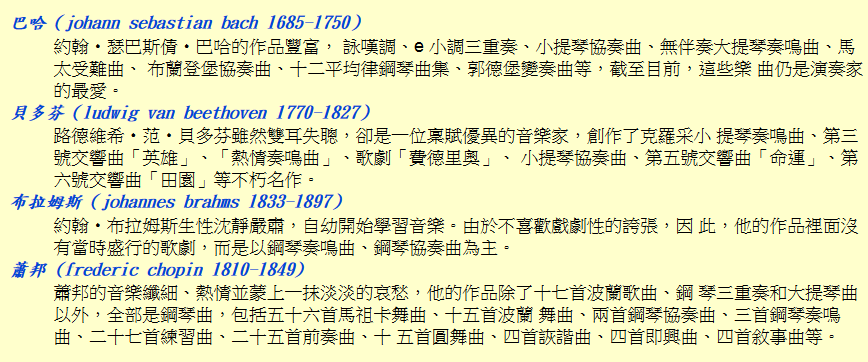 巴哈（johann sebastian bach 1685-1750）
約翰‧瑟巴斯倩‧巴哈的作品豐富， 詠嘆調、e 小調三重奏、小提琴協奏曲、無伴奏大提琴奏鳴曲、馬
太受難曲、 布蘭登堡協奏曲、十二平均律鋼琴曲集、郭德堡變奏曲等，截至目前，這些樂 曲仍是演奏家
的最愛。
貝多芬（ludwig van beethoven 1770-1827）
路德維希‧范‧貝多芬雖然雙耳失聰，卻是一位稟賦優異的音樂家，創作了克羅采小 提琴奏鳴曲、第三
號交響曲「英雄」、「熱情奏鳴曲」、歌劇「費德里奧」、 小提琴協奏曲、第五號交響曲「命運」、第
六號交響曲「田園」等不朽名作。
布拉姆斯（johannes brahms 1833-1897）
約翰‧布拉姆斯生性沈靜嚴肅，自幼開始學習音樂。由於不喜歡戲劇性的誇張，因 此，他的作品裡面沒
有當時盛行的歌劇，而是以鋼琴奏鳴曲、鋼琴協奏曲為主。
蕭邦（frederic chopin 1810-1849）
蕭邦的音樂纖細、熱情並蒙上一抹淡淡的哀愁，他的作品除了十七首波蘭歌曲、鋼 琴三重奏和大提琴曲
以外，全部是鋼琴曲，包括五十六首馬祖卡舞曲、十五首波蘭 舞曲、兩首鋼琴協奏曲、三首鋼琴奏鳴
曲、二十七首練習曲、二十五首前奏曲、十 五首圓舞曲、四首詼諧曲、四首即興曲、四首敘事曲等。